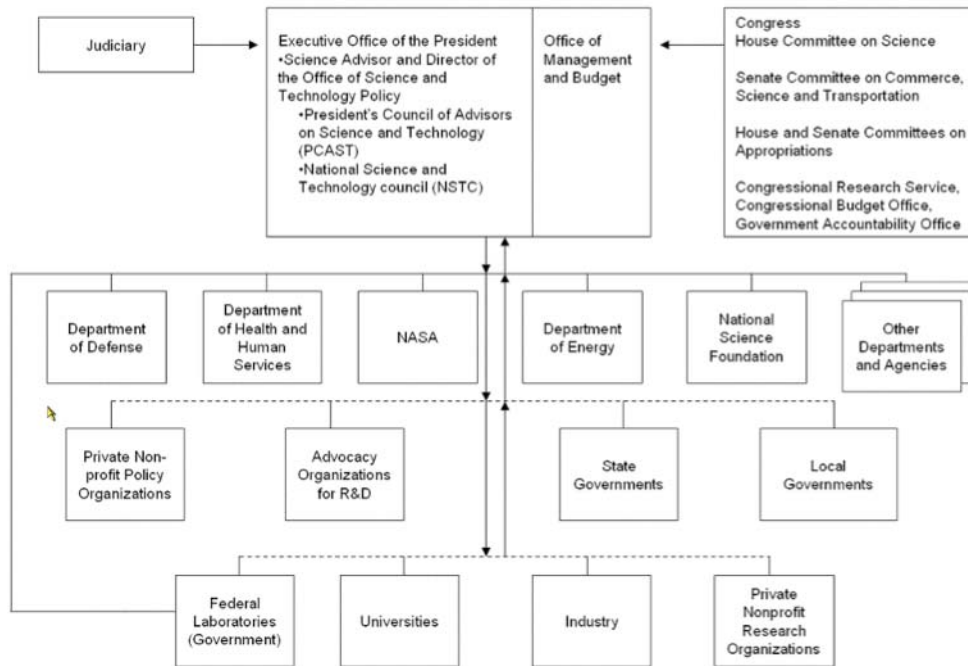 Judiciary
Executive Office of the President
•Science Advisor and Director of
the Office of Science and
Technology Policy
•President's Council of Advisors
on Science and Technology
(PCAST)
•National Science and
Technology council (NSTC)
Office of
Management
and Budget
Congress
House Committee on Science
Senate Committee on Commerce,
Science and Transportation
House and Senate Committees on
Appropriations
Congressional Research Service,
Congressional Budget Office,
Government Accountability Office
Department
of Defense
Department
of Health and
Human
Services
NASA
Department
of Energy
National
Science
Foundation
Other
Departments
and Agencies
Private Non-
profit Policy
Organizations
Advocacy
Organizations
for R&D
State
Governments
Local
Governments
Federal
Laboratories
(Government)
Universities
Industry
Private
Nonprofit
Research
Organizations